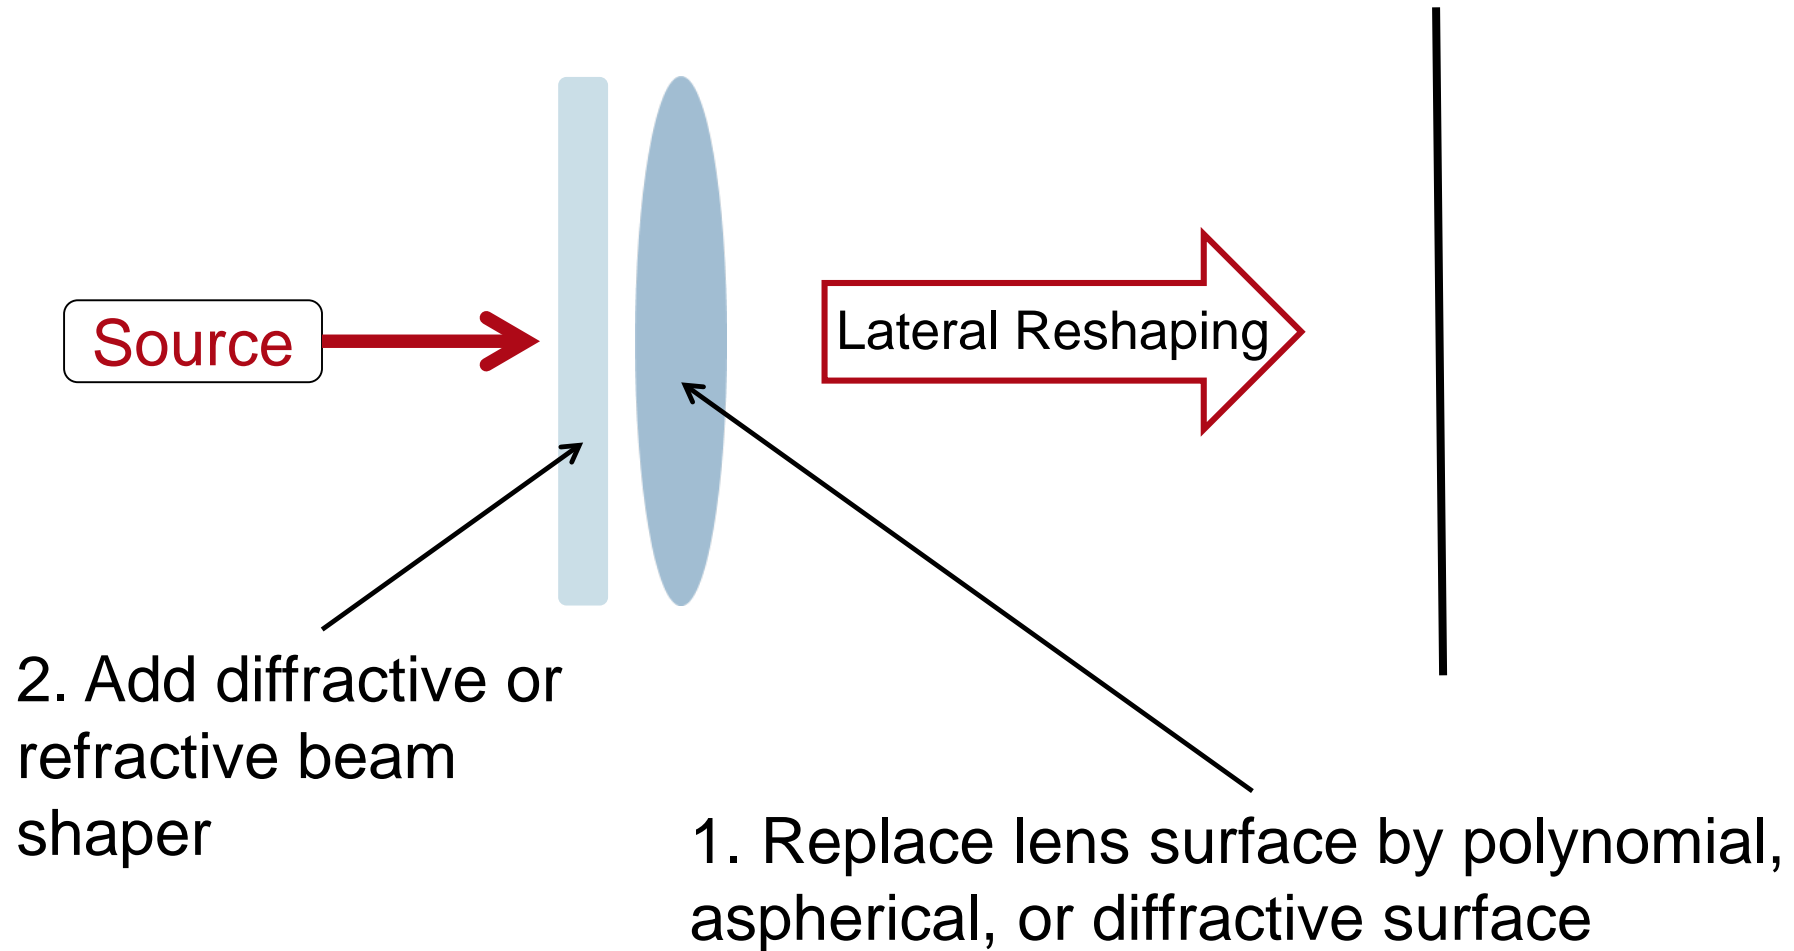 Source
Lateral Reshaping
2. Add diffractive or
refractive beam
shaper
1. Replace lens surface by polynomial,
aspherical, or diffractive surface